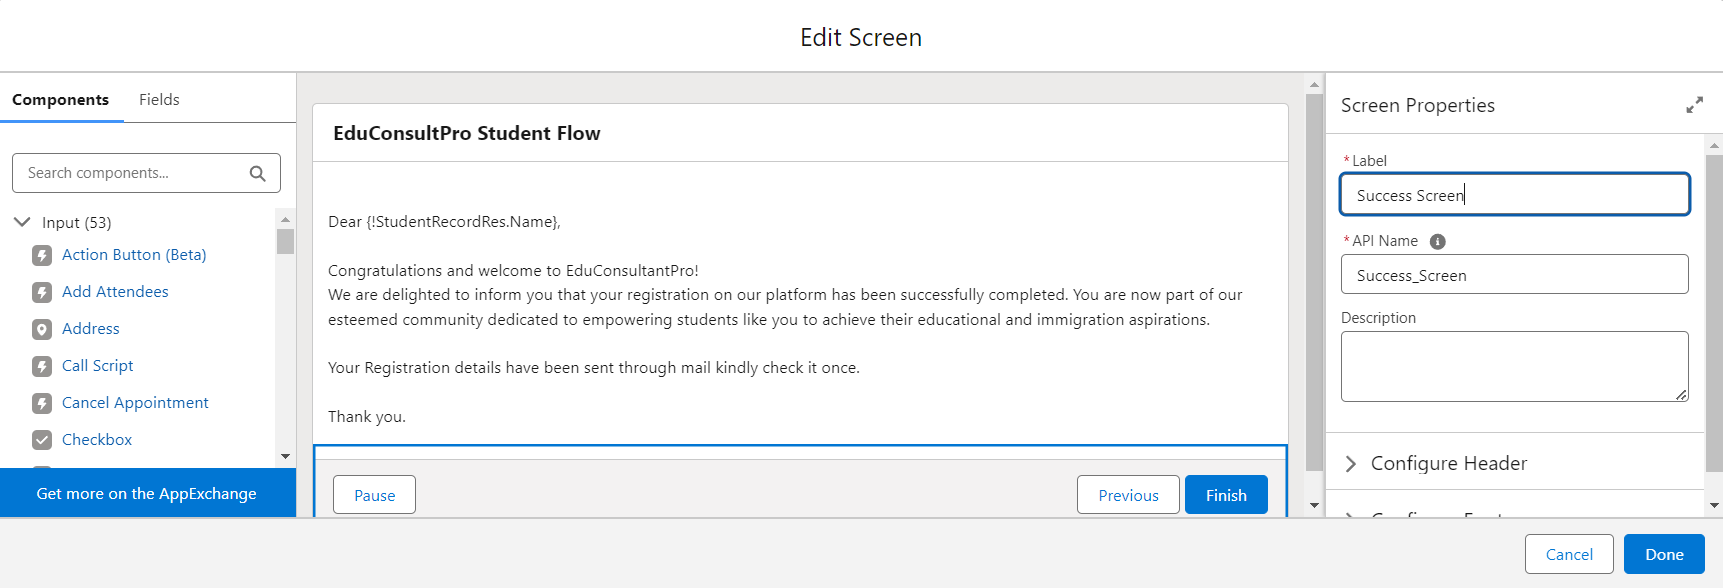 Edit Screen
Components
Fields
Search components...
Input (53)
Action Button (Beta)
Add Attendees
Address
Call Script
Cancel Appointment
Checkbox
Get more on the AppExchange
EduConsultPro Student Flow
Dear {!StudentRecordRes.Name},
Congratulations and welcome to EduConsultantPro!
We are delighted to inform you that your registration on our platform has been successfully completed. You are now part of our
esteemed community dedicated to empowering students like you to achieve their educational and immigration aspirations.
Your Registration details have been sent through mail kindly check it once.
Thank you.
Pause
Previous
Finish
Screen Properties
*Label
Success Screen
*API Name
Success_Screen
Description
Configure Header
Cancel
Done